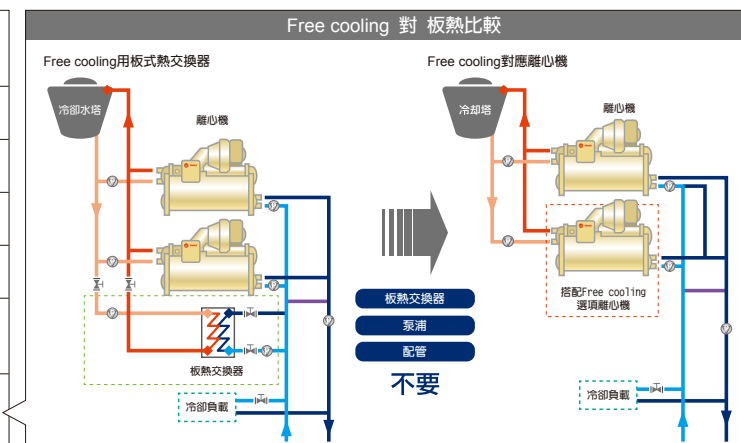 Free cooling 對 板熱比較
Free cooling用板式熱交換器
冷卻水塔
離心機
板熱交換器
冷卻負載
板熱交換器
泵浦
配管
不要
Free cooling對應離心機
冷却塔
離心機
搭配Free cooling
選項離心機
冷卻負載